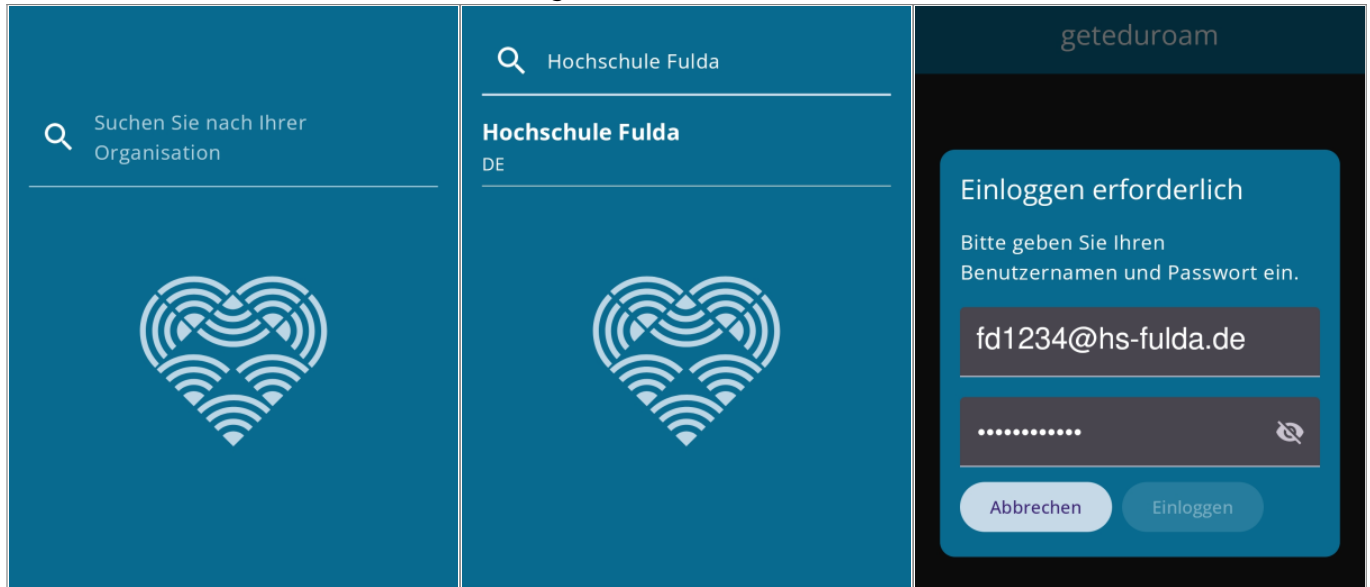 Suchen Sie nach Ihrer
Organisation
Hochschule Fulda
Hochschule Fulda
DE
geteduroam
Einloggen erforderlich
Bitte geben Sie Ihren
Benutzernamen und Passwort ein.
fd1234@hs-fulda.de
••••••••••••
Abbrechen
Einloggen